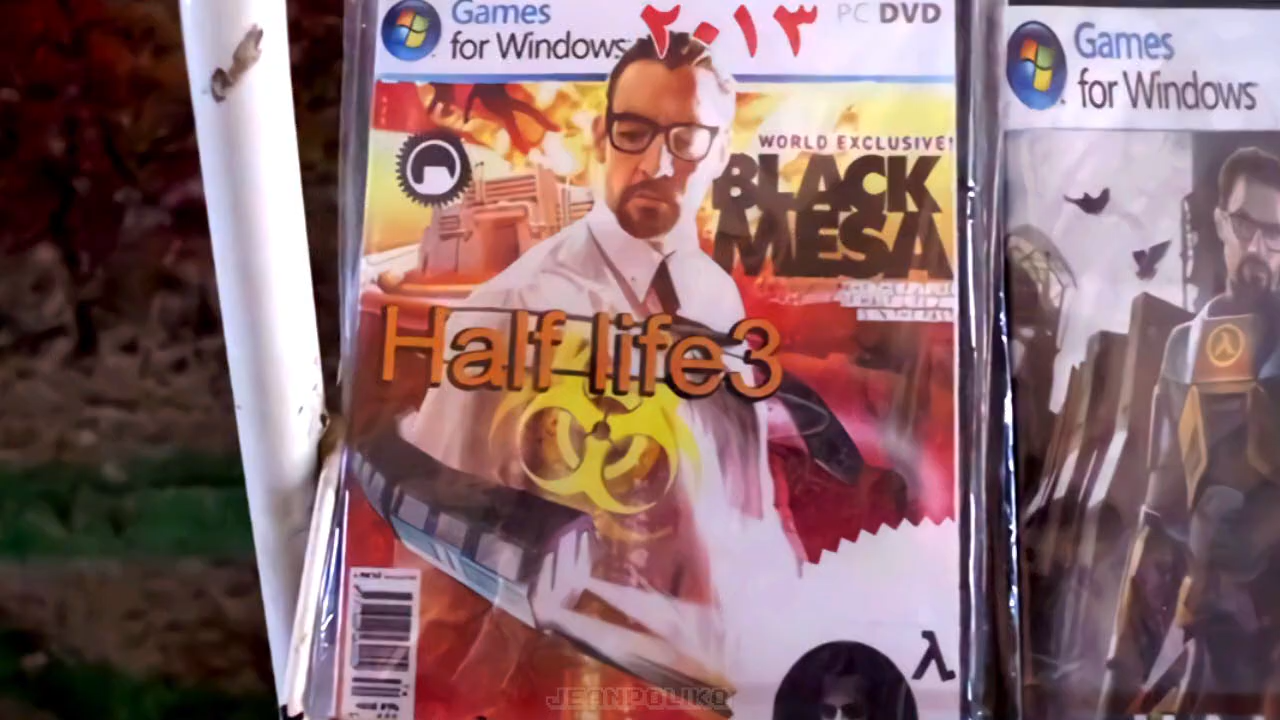 Games
for Windows
٢٠١٣
PC DVD
WORLD EXCLUSIVE!
BLACK
MESA
Half life3
λ
Games
for Windows
λ
JEANPOLIKO